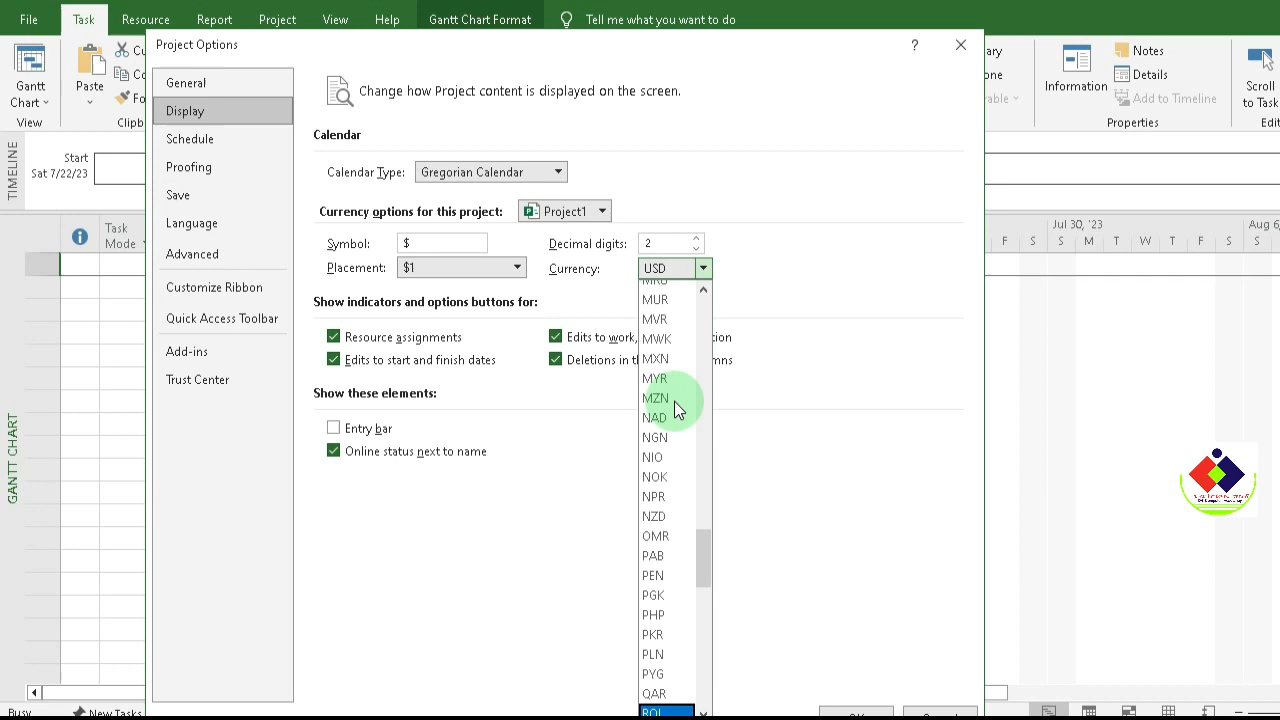 File Task Resource Report Project View Help Gantt Chart Format Tell me what you want to do
Project Options ?
Gantt
Chart
View
Paste
Clipb
Information
Notes
Details
Add to Timeline
Properties
Scroll
to Task
Edit
TIMELINE
Start
Sat 7/22/23
Task
Mode
GANTT CHART
General
Display
Schedule
Proofing
Save
Language
Advanced
Customize Ribbon
Quick Access Toolbar
Add-ins
Trust Center
Change how Project content is displayed on the screen.
Calendar
Calendar Type: Gregorian Calendar
Currency options for this project: Project1
Symbol: $ Decimal digits: 2
Placement: $1 Currency: USD
Show indicators and options buttons for:
Resource assignments Edits to work, tion
Edits to start and finish dates Deletions in th mns
Show these elements:
Entry bar
Online status next to name
MUR
MVR
MWK
MXN
MYR
MZN
NAD
NGN
NIO
NOK
NPR
NZD
OMR
PAB
PEN
PGK
PHP
PKR
PLN
PYG
QAR
Jul 30, '23 Aug 6,
F S S M T W T F S S
Busy New Tasks